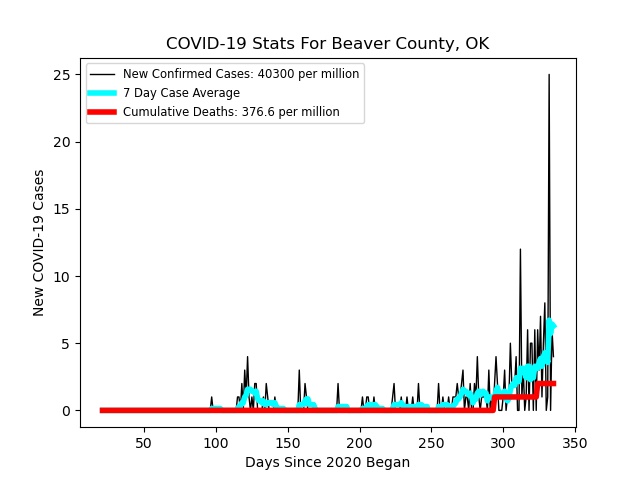 COVID-19 Stats For Beaver County, OK
New Confirmed Cases: 40300 per million
7 Day Case Average
Cumulative Deaths: 376.6 per million
25
20
15
10
5
0
New COVID-19 Cases
50 100 150 200 250 300 350
Days Since 2020 Began